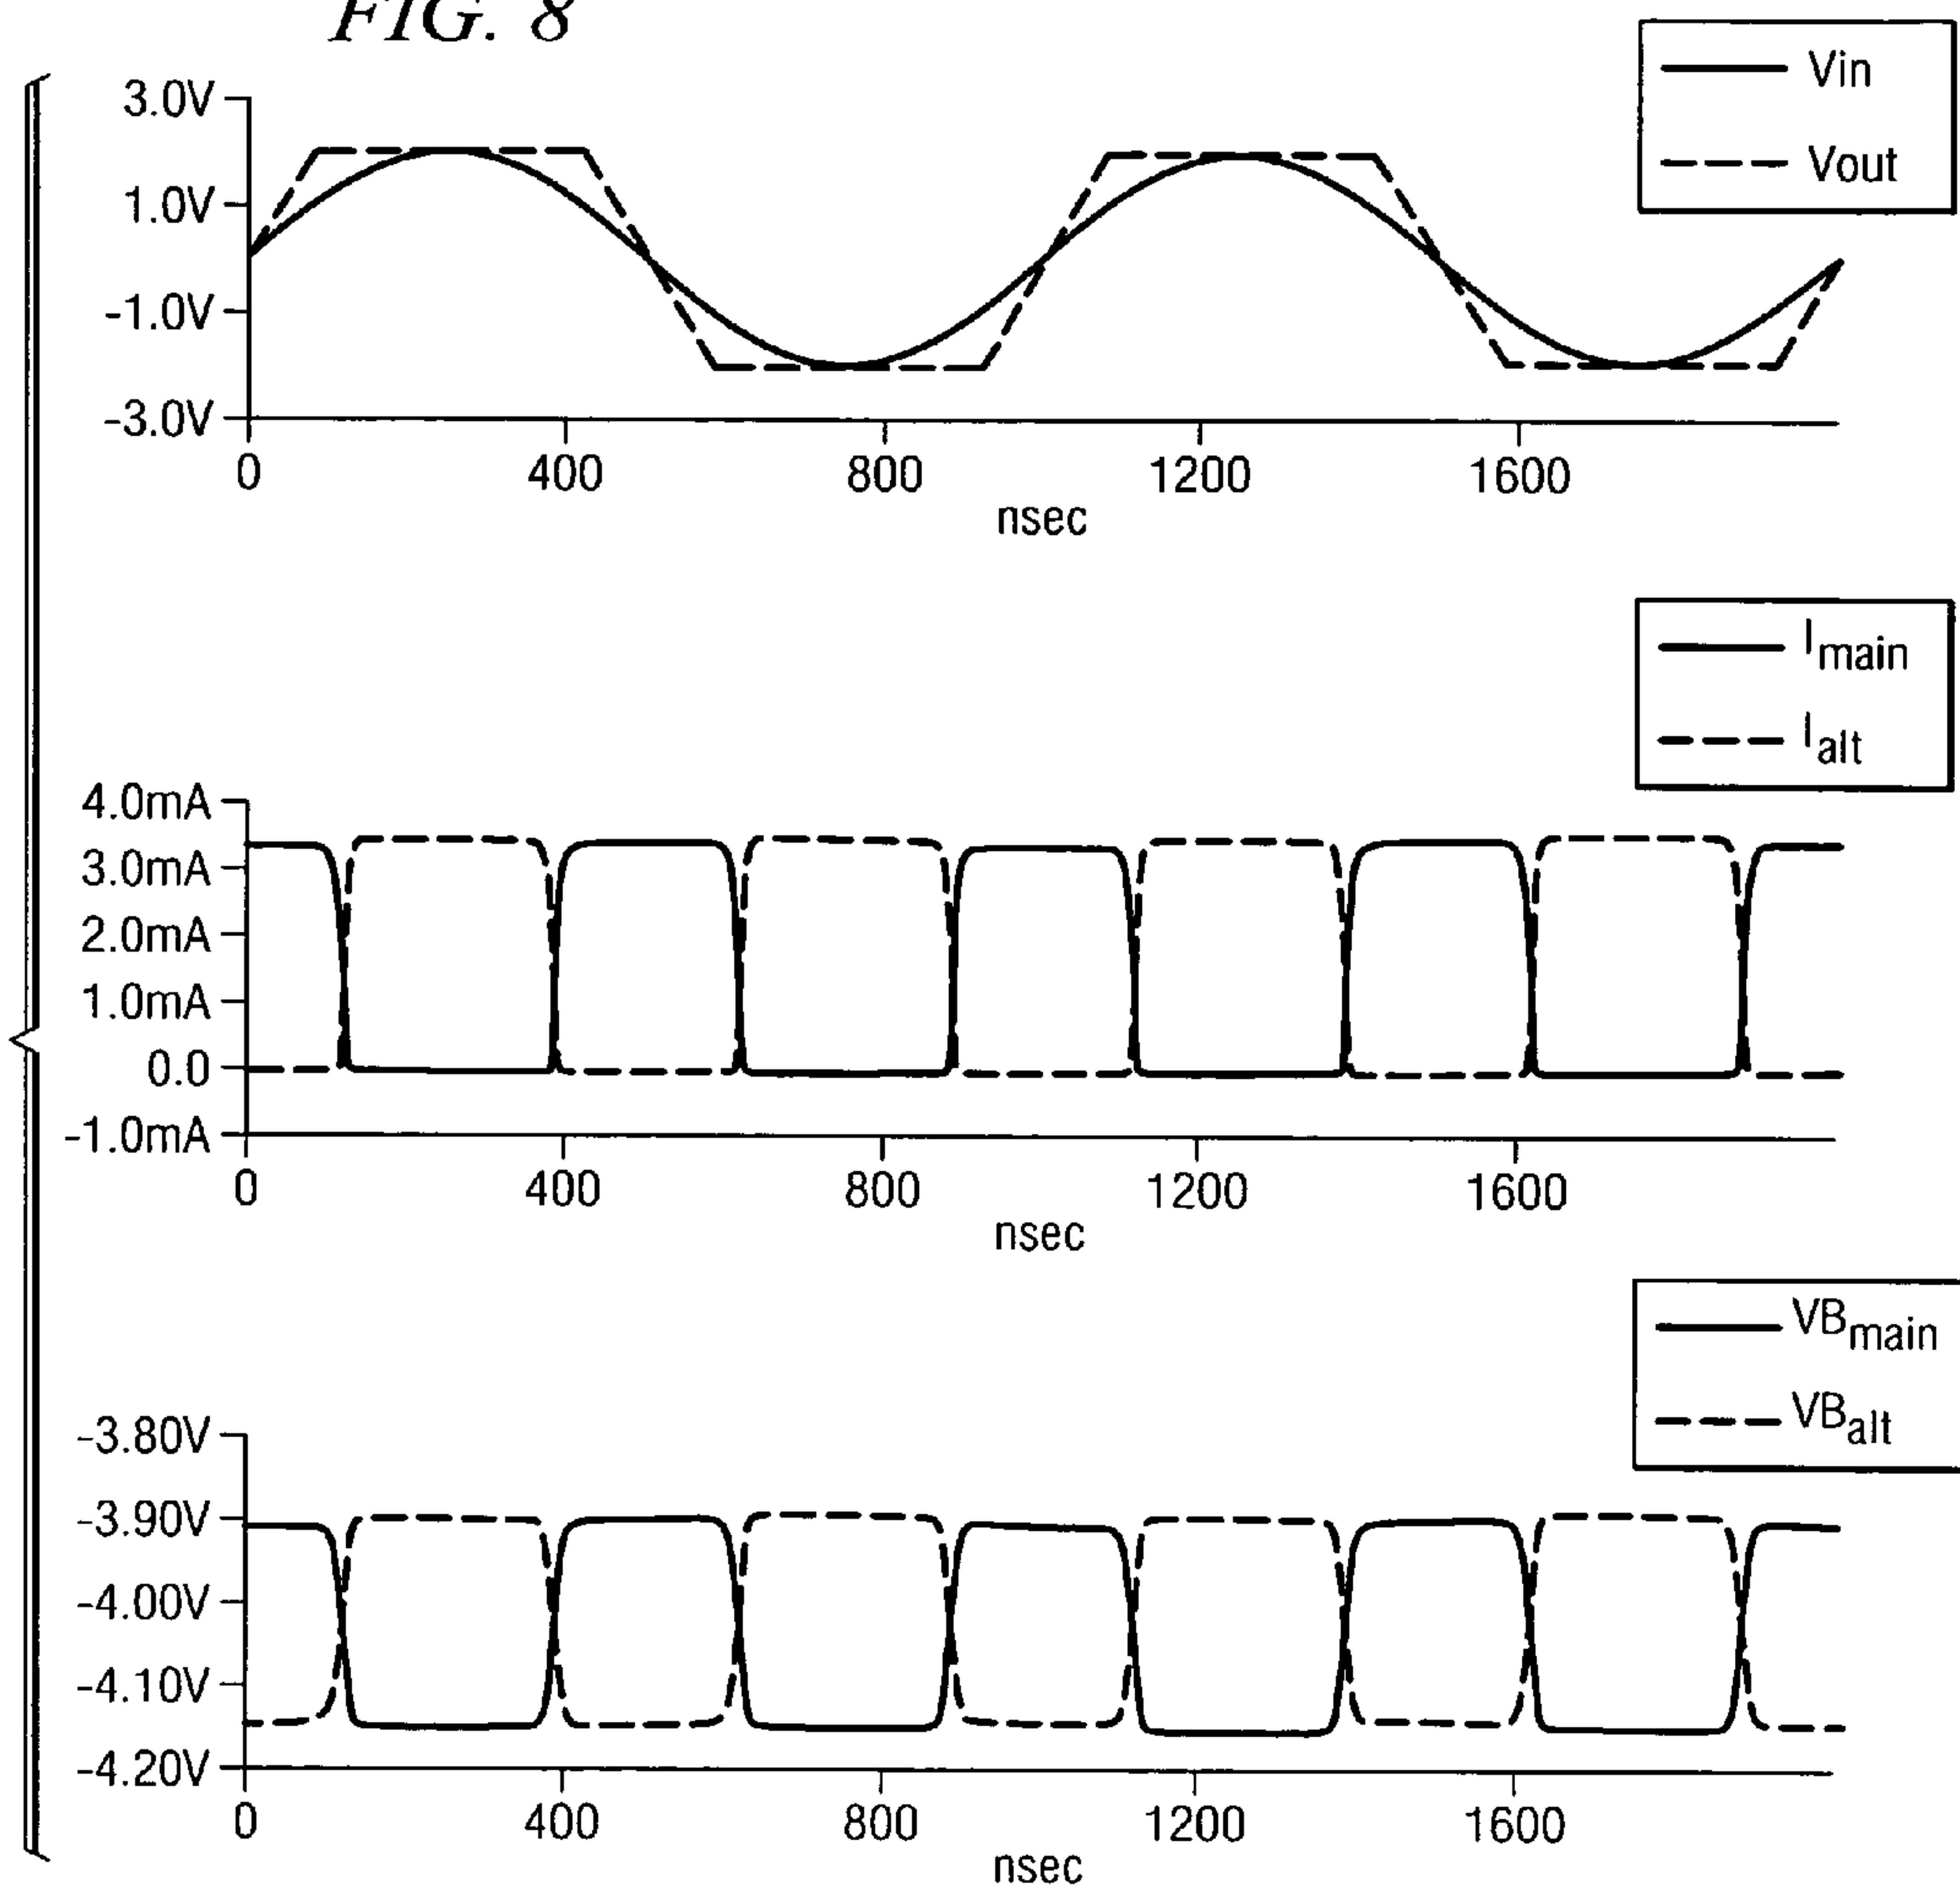 FIG. 8
Vin
Vout
3.0V
1.0V
-1.0V
-3.0V
0 400 800 1200 1600
nsec
Imain
Ialt
4.0mA
3.0mA
2.0mA
1.0mA
0.0
-1.0mA
0 400 800 1200 1600
nsec
VBmain
VBalt
-3.80V
-3.90V
-4.00V
-4.10V
-4.20V
0 400 800 1200 1600
nsec